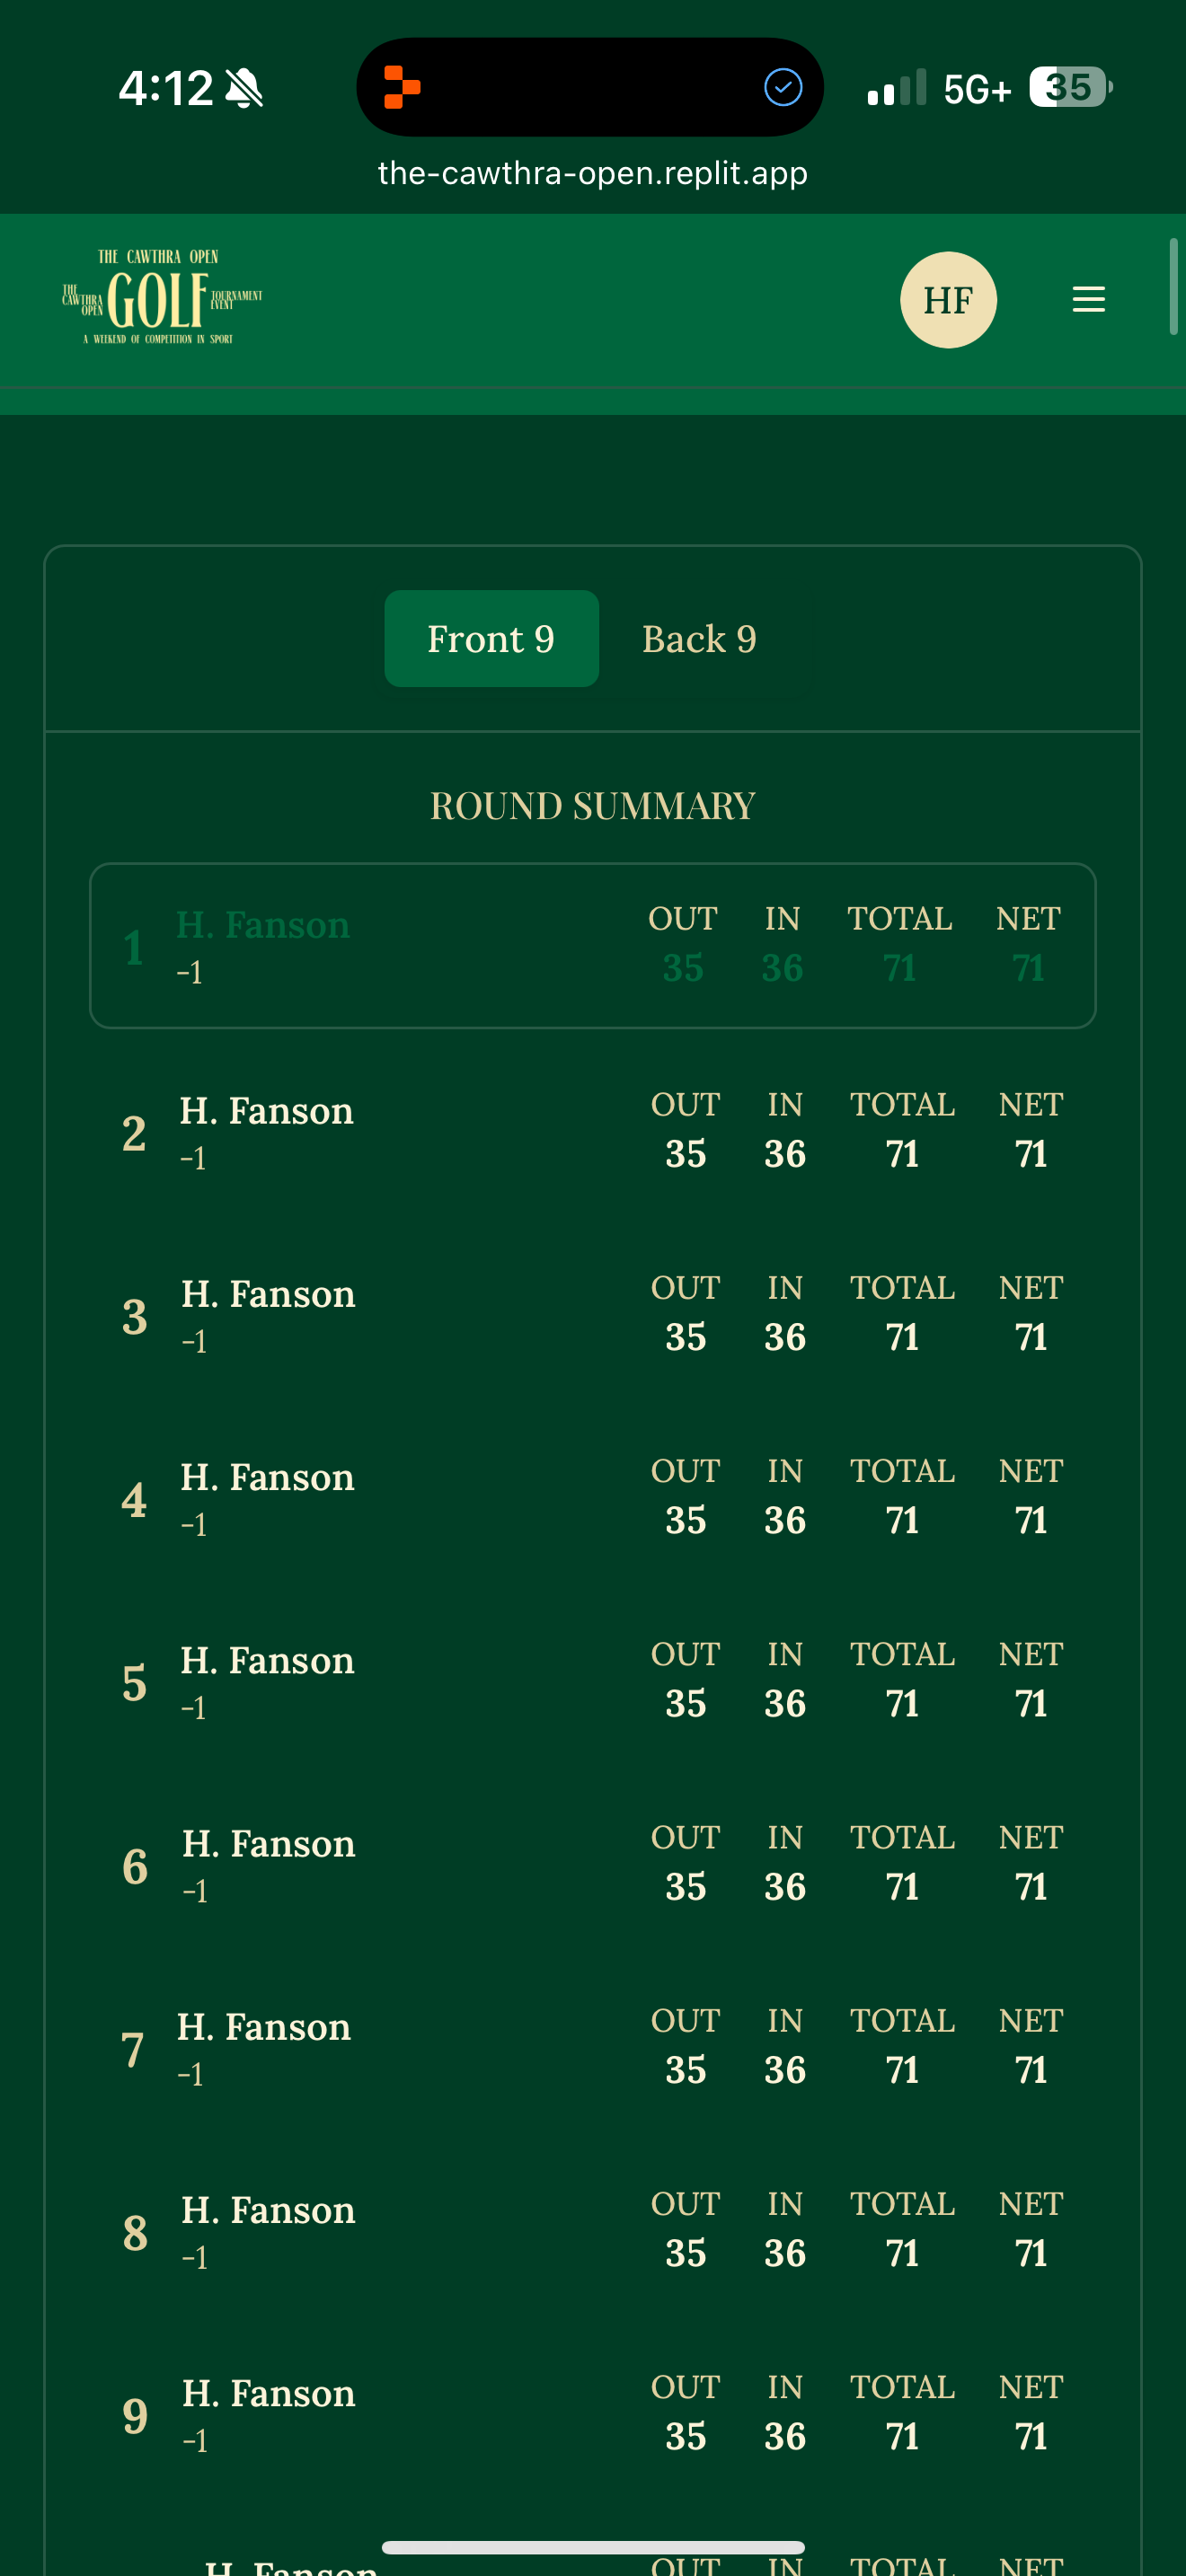 4:12
5G+
35
the-cawthra-open.replit.app
THE CAWTHRA OPEN
THE CAWTHRA OPEN
GOLF
TOURNAMENT EVENT
A WEEKEND OF COMPETITION IN SPORT
HF
Front 9 Back 9
ROUND SUMMARY
1 H. Fanson OUT IN TOTAL NET
-1 35 36 71 71
2 H. Fanson OUT IN TOTAL NET
-1 35 36 71 71
3 H. Fanson OUT IN TOTAL NET
-1 35 36 71 71
4 H. Fanson OUT IN TOTAL NET
-1 35 36 71 71
5 H. Fanson OUT IN TOTAL NET
-1 35 36 71 71
6 H. Fanson OUT IN TOTAL NET
-1 35 36 71 71
7 H. Fanson OUT IN TOTAL NET
-1 35 36 71 71
8 H. Fanson OUT IN TOTAL NET
-1 35 36 71 71
9 H. Fanson OUT IN TOTAL NET
-1 35 36 71 71
H. Fanson OUT IN TOTAL NET